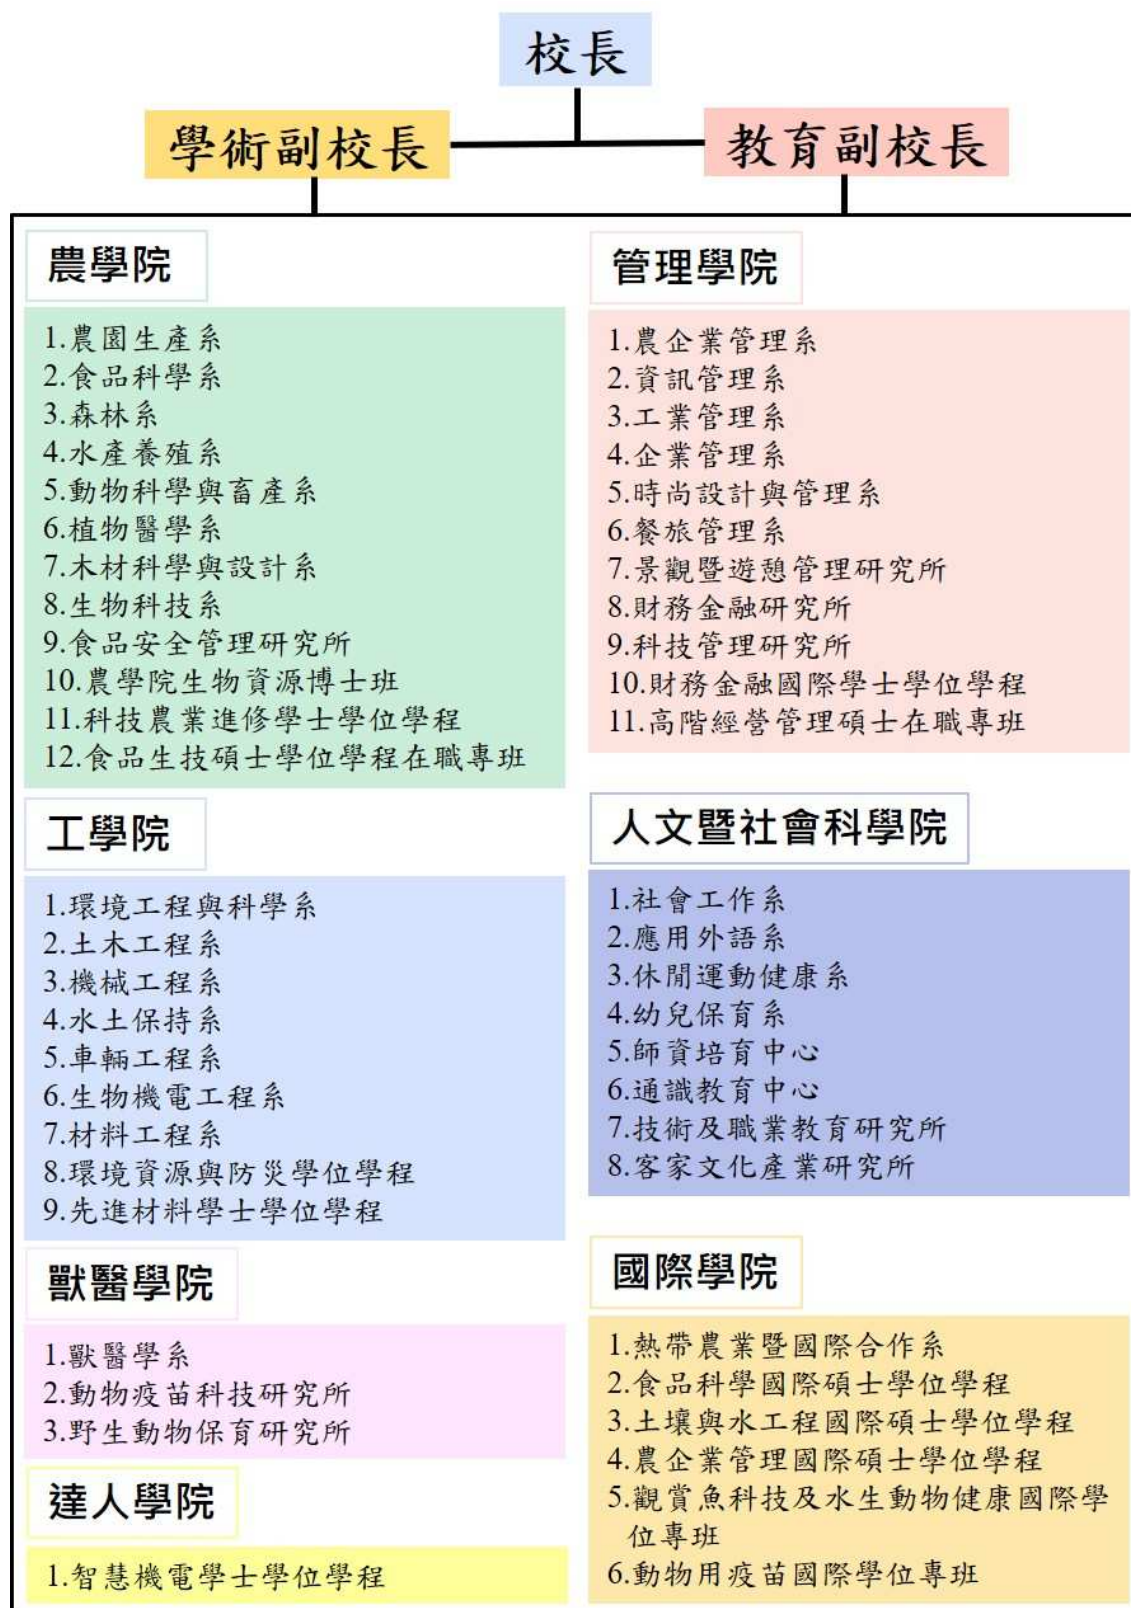 校長
學術副校長
教育副校長
農學院
1.農園生產系
2.食品科學系
3.森林系
4.水產養殖系
5.動物科學與畜產系
6.植物醫學系
7.木材科學與設計系
8.生物科技系
9.食品安全管理研究所
10.農學院生物資源博士班
11.科技農業進修學士學位學程
12.食品生技碩士學位學程在職專班
工學院
1.環境工程與科學系
2.土木工程系
3.機械工程系
4.水土保持系
5.車輛工程系
6.生物機電工程系
7.材料工程系
8.環境資源與防災學位學程
9.先進材料學士學位學程
獸醫學院
1.獸醫學系
2.動物疫苗科技研究所
3.野生動物保育研究所
達人學院
1.智慧機電學士學位學程
管理學院
1.農企業管理系
2.資訊管理系
3.工業管理系
4.企業管理系
5.時尚設計與管理系
6.餐旅管理系
7.景觀暨遊憩管理研究所
8.財務金融研究所
9.科技管理研究所
10.財務金融國際學士學位學程
11.高階經營管理碩士在職專班
人文暨社會科學院
1.社會工作系
2.應用外語系
3.休閒運動健康系
4.幼兒保育系
5.師資培育中心
6.通識教育中心
7.技術及職業教育研究所
8.客家文化產業研究所
國際學院
1.熱帶農業暨國際合作系
2.食品科學國際碩士學位學程
3.土壤與水工程國際碩士學位學程
4.農企業管理國際碩士學位學程
5.觀賞魚科技及水生動物健康國際學
位專班
6.動物用疫苗國際學位專班